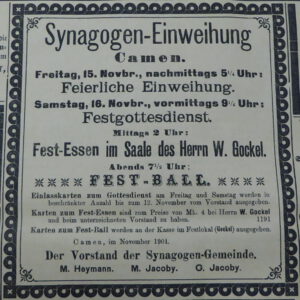 Synagogen-Einweihung
Camen.
Freitag, 15. Novbr., nachmittags 5¼ Uhr:
Feierliche Einweihung.
Samstag, 16. Novbr., vormittags 9½ Uhr:
Festgottesdienst.
Mittags 2 Uhr:
Fest-Essen im Saale des Herrn W. Gockel.
Abends 7½ Uhr:
FEST-BALL.
Einlasskarten zum Gottesdienst am Freitag und Samstag werden in
beschränkter Anzahl bis zum 12. November vom Vorstand ausgegeben.
Karten zum Fest-Essen sind zum Preise von Mk. 4 bei Herrn W. Gockel
und beim unterzeichneten Vorstand zu haben. 1191
Karten zum Fest-Ball werden an der Kasse im Festlokal (Gockel) ausgegeben.
Camen, im November 1901.
Der Vorstand der Synagogen-Gemeinde.
M. Heymann. M. Jacoby. G. Jacoby.